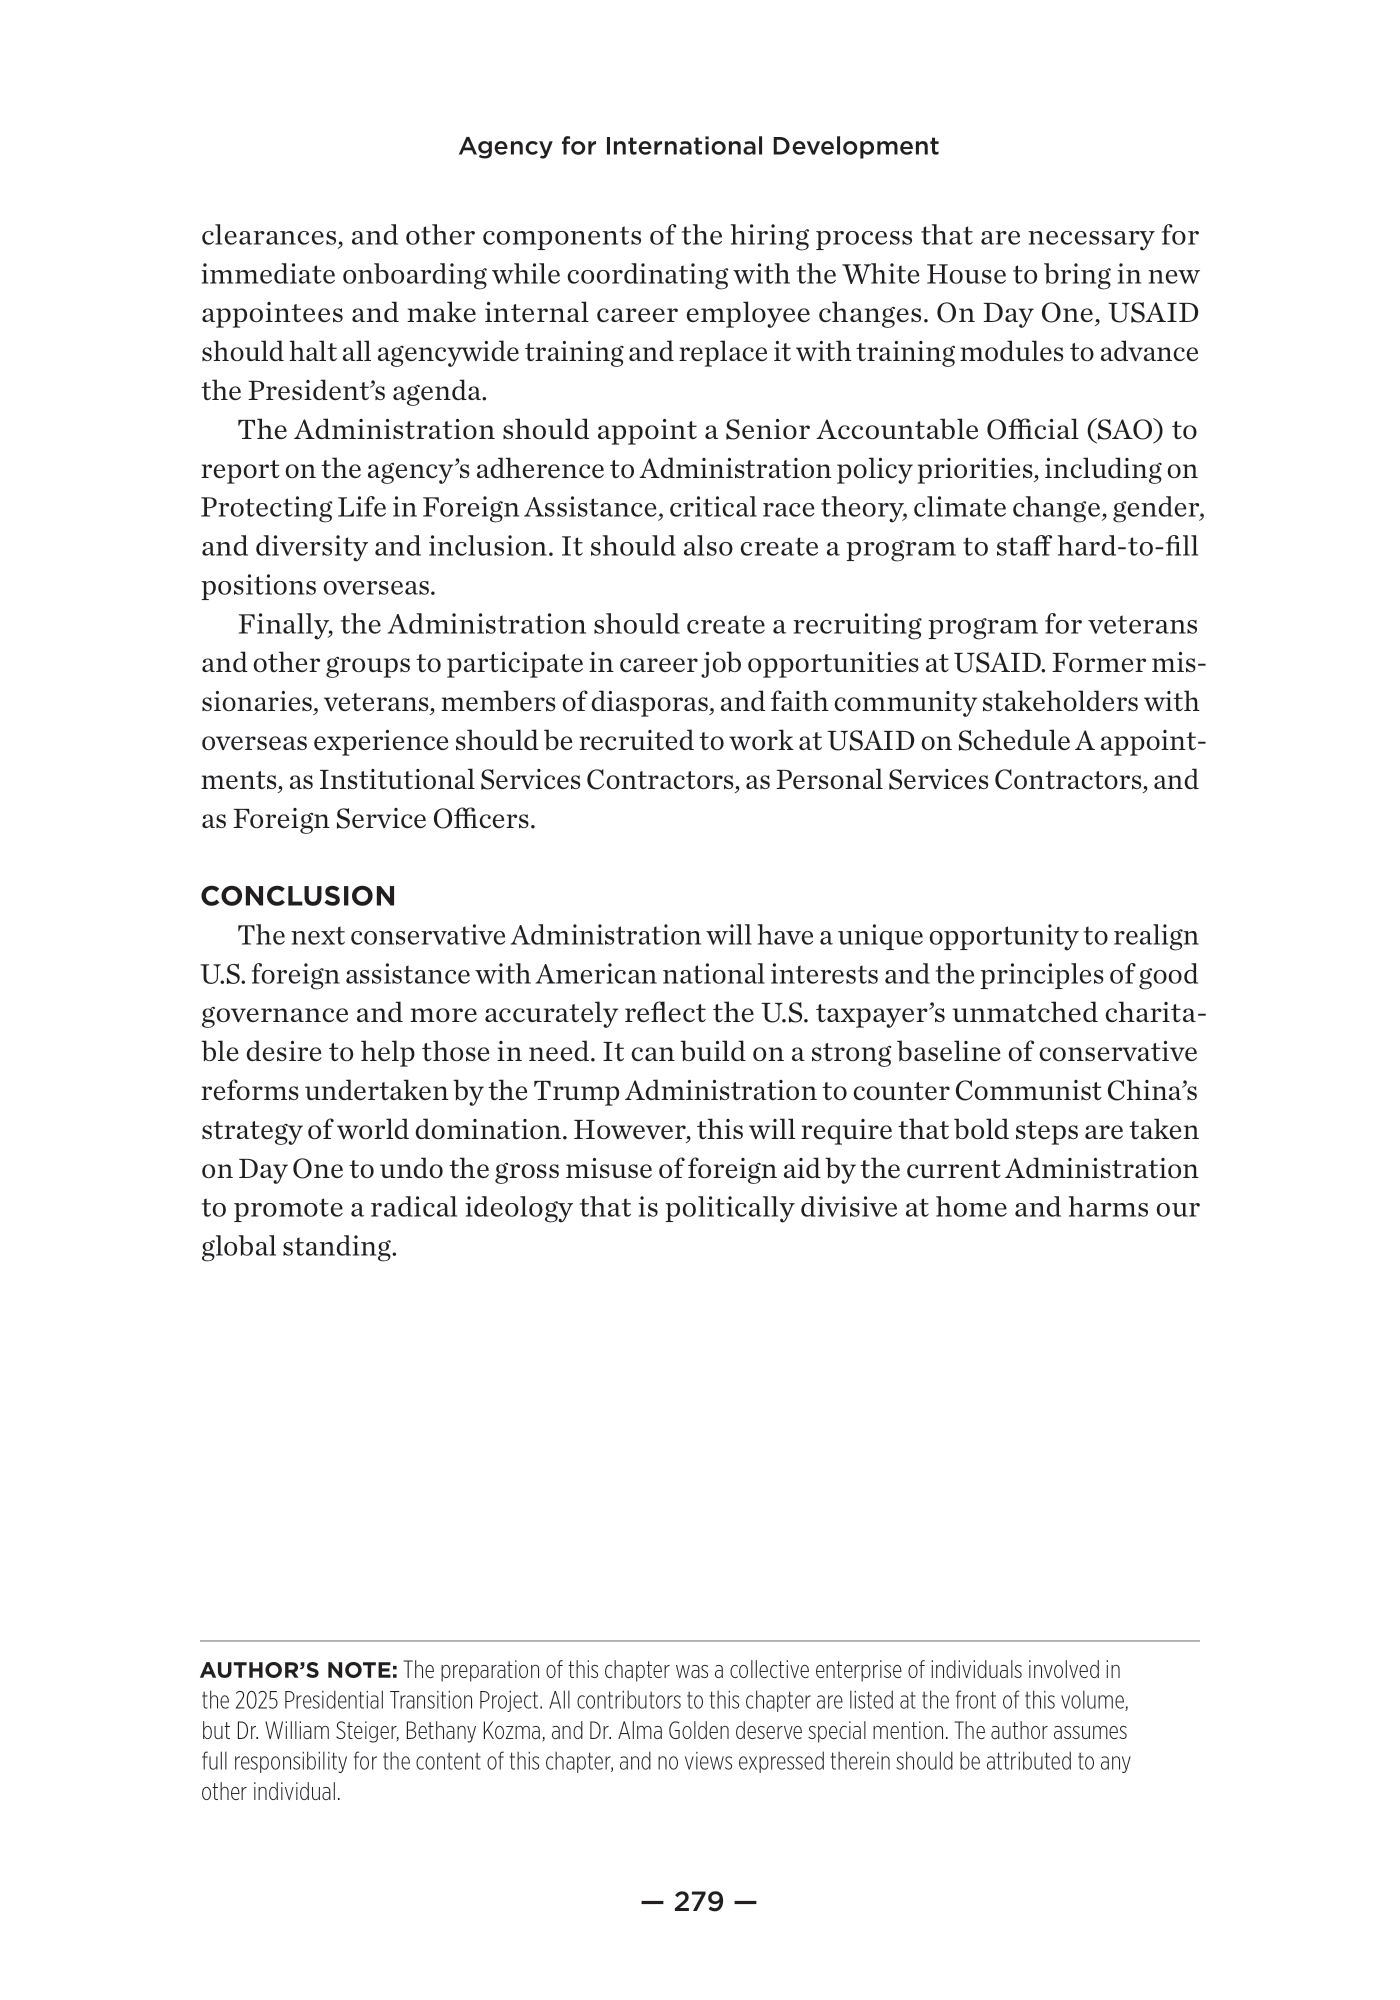 Agency for International Development
clearances, and other components of the hiring process that are necessary for
immediate onboarding while coordinating with the White House to bring in new
appointees and make internal career employee changes. On Day One, USAID
should halt all agencywide training and replace it with training modules to advance
the President’s agenda.
The Administration should appoint a Senior Accountable Official (SAO) to
report on the agency’s adherence to Administration policy priorities, including on
Protecting Life in Foreign Assistance, critical race theory, climate change, gender,
and diversity and inclusion. It should also create a program to staff hard-to-fill
positions overseas.
Finally, the Administration should create a recruiting program for veterans
and other groups to participate in career job opportunities at USAID. Former mis-
sionaries, veterans, members of diasporas, and faith community stakeholders with
overseas experience should be recruited to work at USAID on Schedule A appoint-
ments, as Institutional Services Contractors, as Personal Services Contractors, and
as Foreign Service Officers.
CONCLUSION
The next conservative Administration will have a unique opportunity to realign
U.S. foreign assistance with American national interests and the principles of good
governance and more accurately reflect the U.S. taxpayer’s unmatched charita-
ble desire to help those in need. It can build on a strong baseline of conservative
reforms undertaken by the Trump Administration to counter Communist China’s
strategy of world domination. However, this will require that bold steps are taken
on Day One to undo the gross misuse of foreign aid by the current Administration
to promote a radical ideology that is politically divisive at home and harms our
global standing.
AUTHOR’S NOTE: The preparation of this chapter was a collective enterprise of individuals involved in
the 2025 Presidential Transition Project. All contributors to this chapter are listed at the front of this volume,
but Dr. William Steiger, Bethany Kozma, and Dr. Alma Golden deserve special mention. The author assumes
full responsibility for the content of this chapter, and no views expressed therein should be attributed to any
other individual.
— 279 —